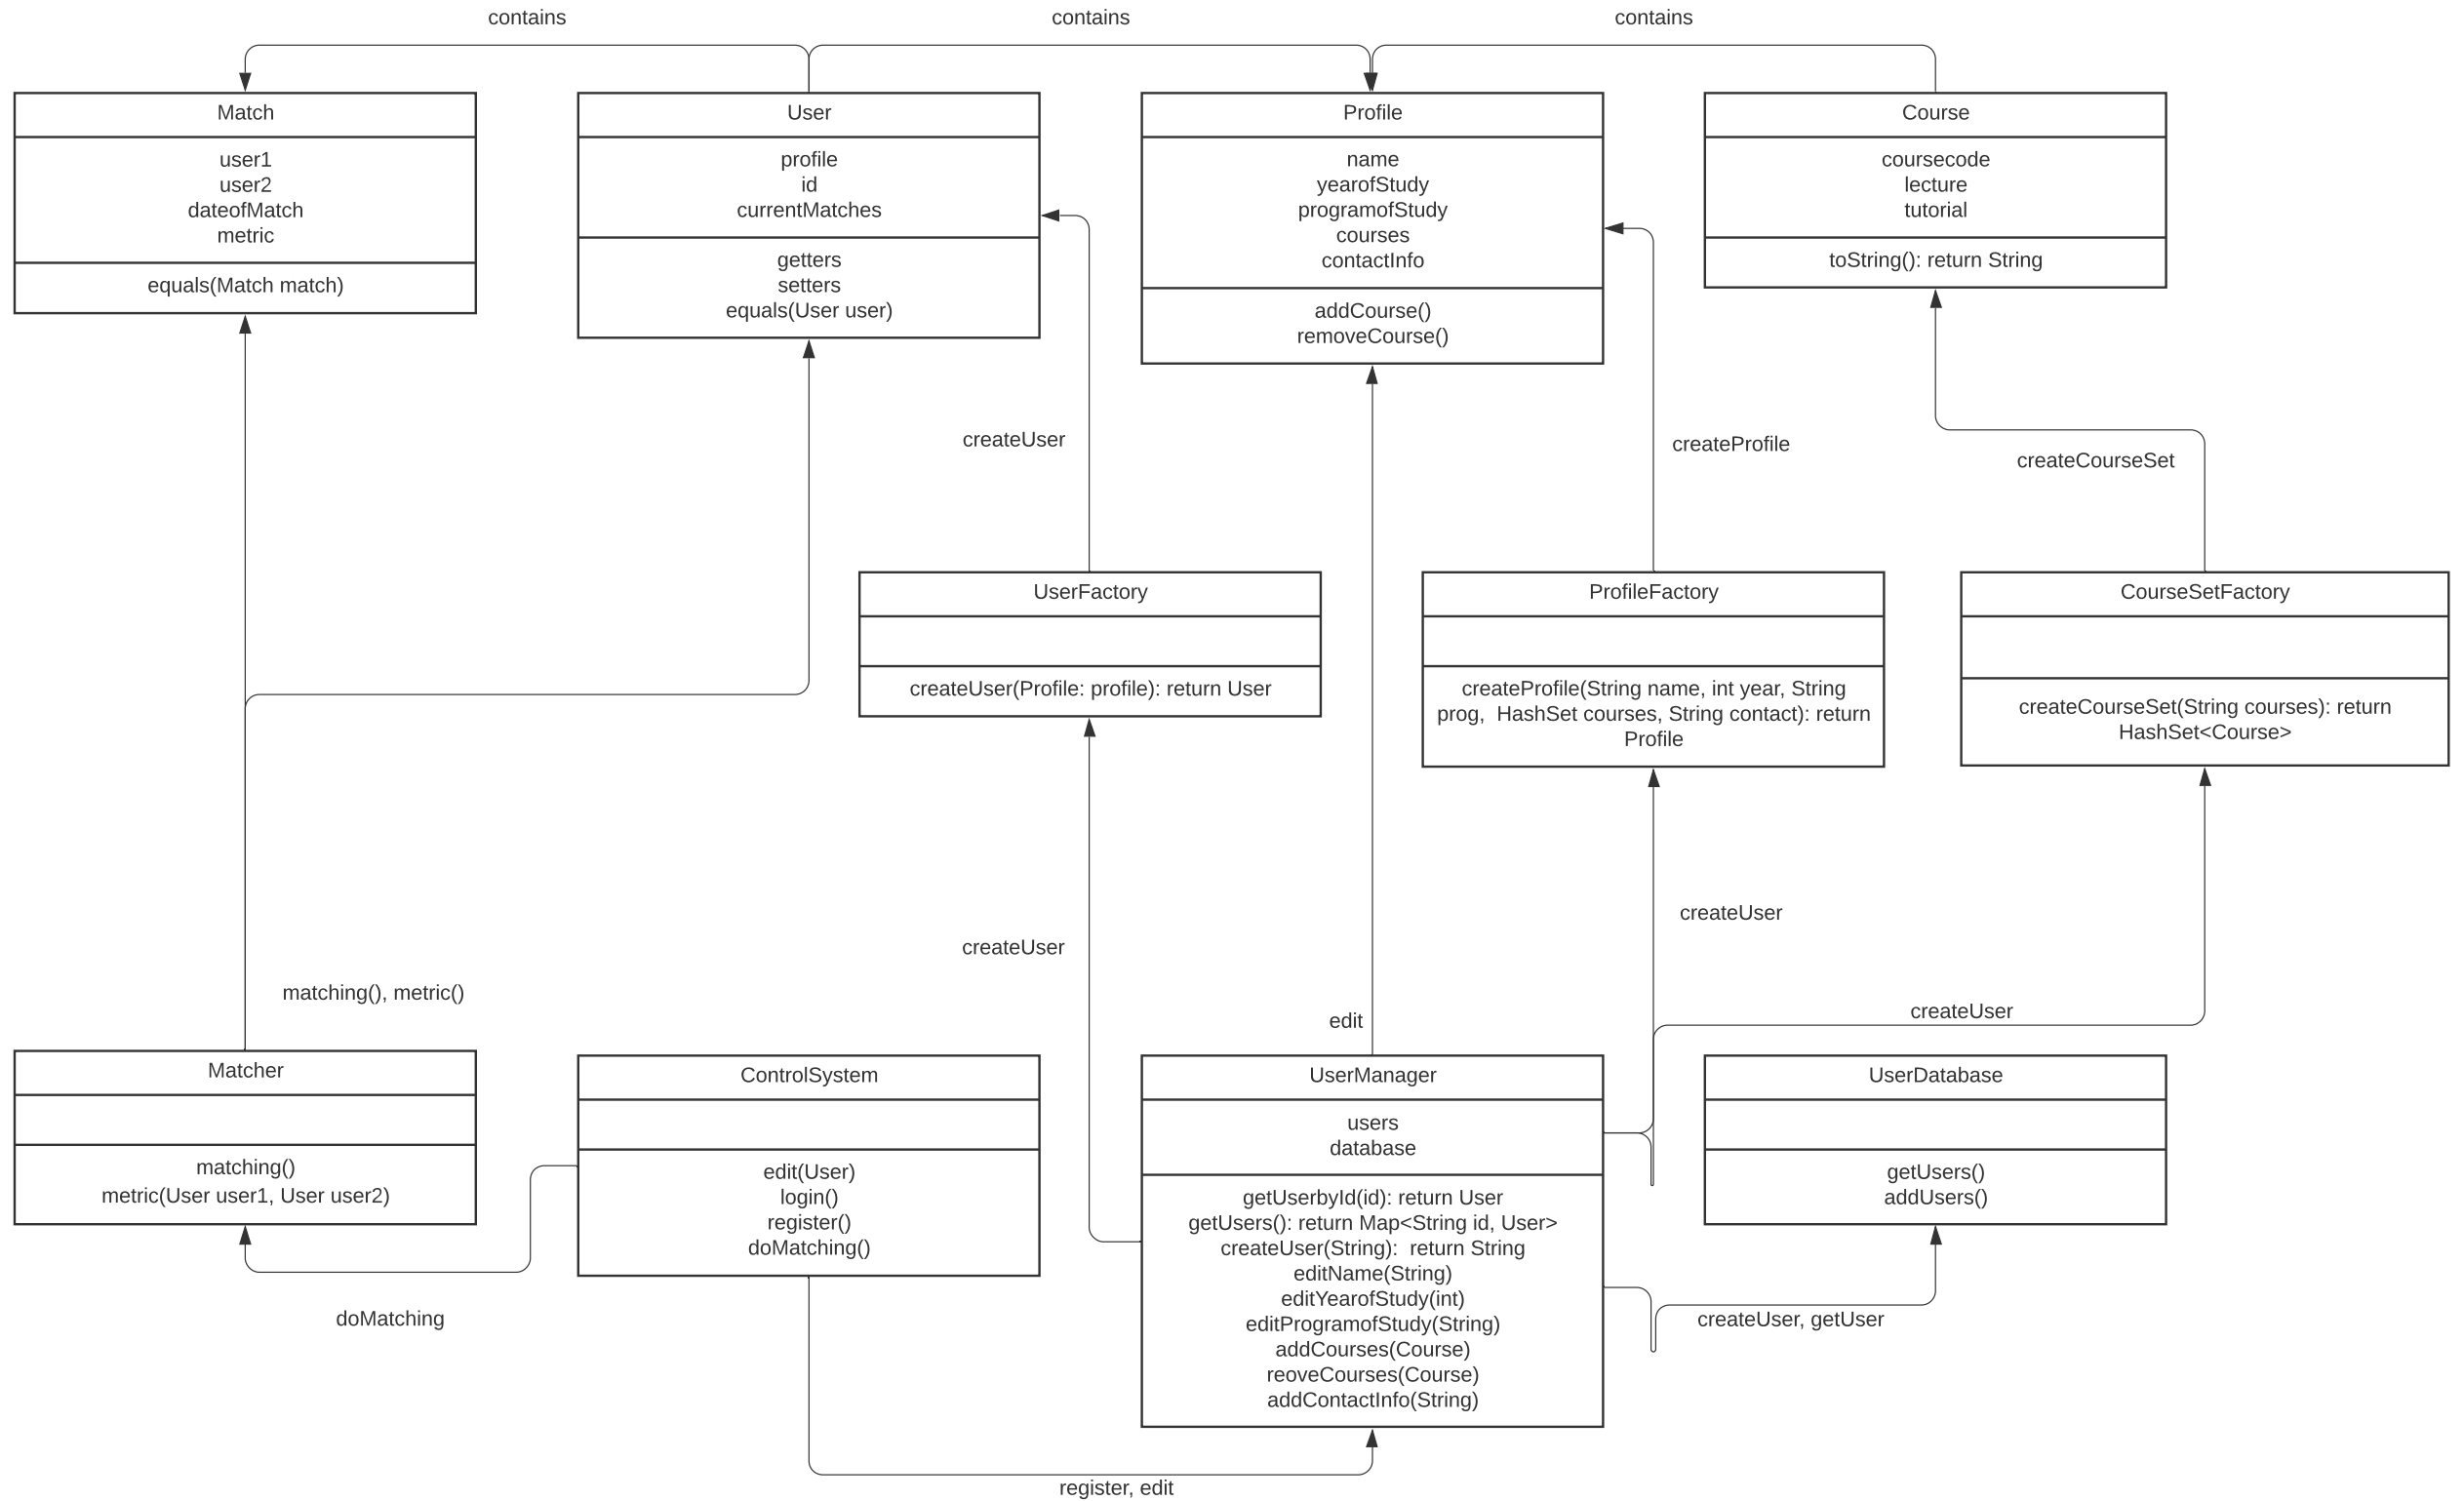 contains
contains
contains
Match
user1
user2
dateofMatch
metric
equals(Match match)
User
profile
id
currentMatches
getters
setters
equals(User user)
Profile
name
yearofStudy
programofStudy
courses
contactInfo
addCourse()
removeCourse()
Course
coursecode
lecture
tutorial
toString(): return String
createUser
createProfile
createCourseSet
UserFactory
createUser(Profile: profile): return User
ProfileFactory
createProfile(String name, int year, String
prog,  HashSet courses, String contact): return
Profile
CourseSetFactory
createCourseSet(String courses): return
HashSet<Course>
createUser
createUser
matching(), metric()
edit
createUser
Matcher
matching()
metric(User user1, User user2)
ControlSystem
edit(User)
login()
register()
doMatching()
UserManager
users
database
getUserbyId(id): return User
getUsers(): return Map<String id, User>
createUser(String):  return String
editName(String)
editYearofStudy(int)
editProgramofStudy(String)
addCourses(Course)
reoveCourses(Course)
addContactInfo(String)
UserDatabase
getUsers()
addUsers()
doMatching
createUser, getUser
register, edit